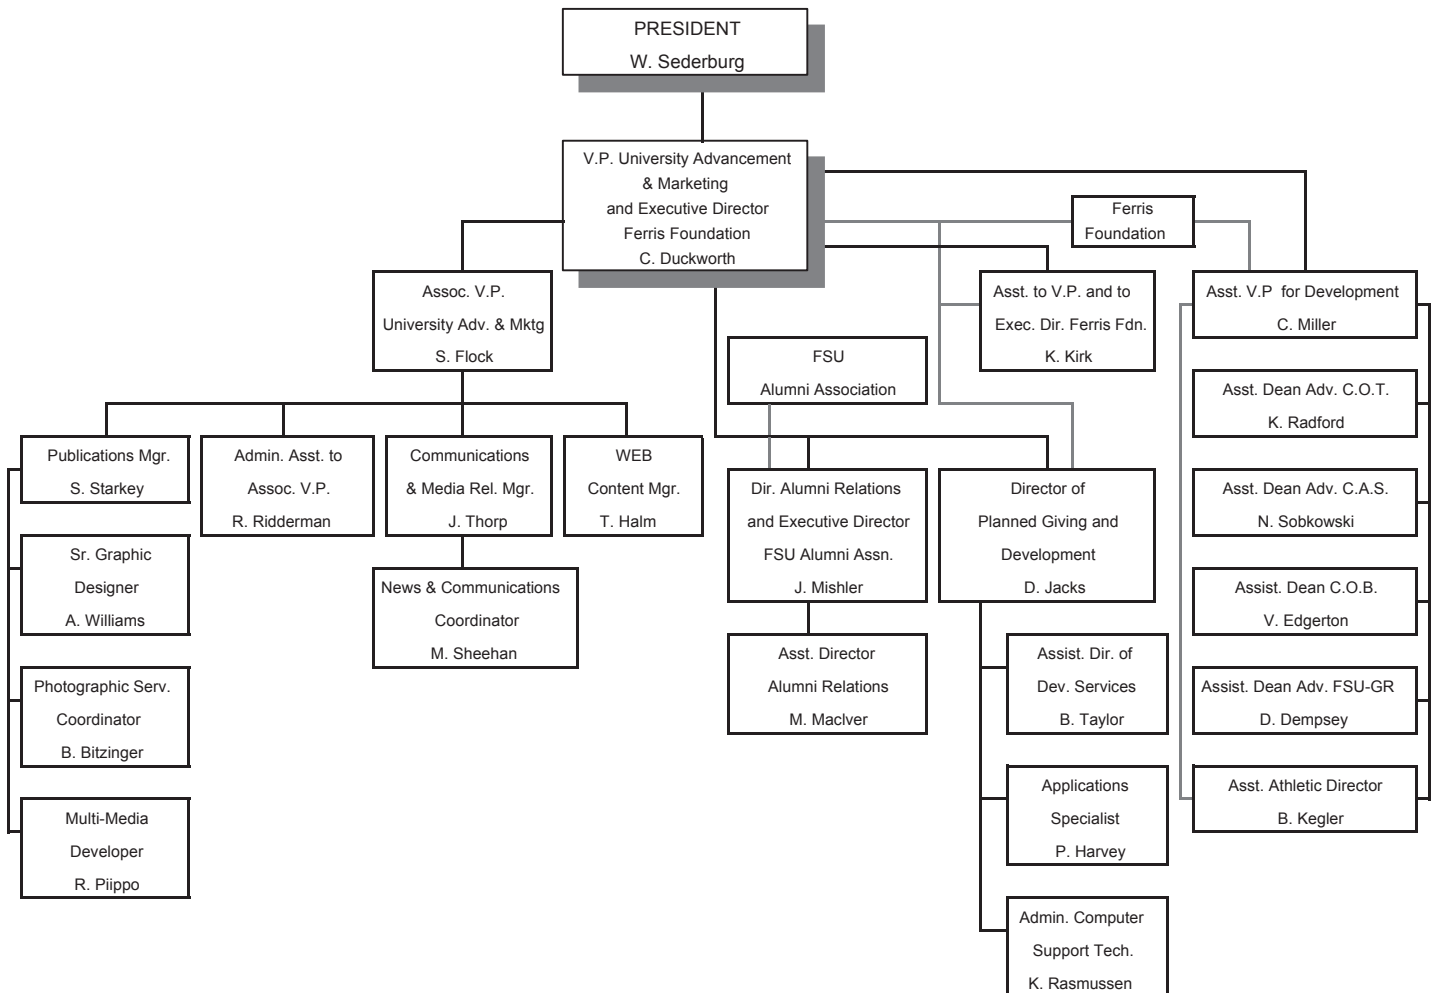 PRESIDENT
W. Sederburg
V.P. University Advancement
& Marketing
and Executive Director
Ferris Foundation
C. Duckworth
Ferris
Foundation
Assoc. V.P.
University Adv. & Mktg
S. Flock
Asst. to V.P. and to
Exec. Dir. Ferris Fdn.
K. Kirk
Asst. V.P for Development
C. Miller
FSU
Alumni Association
Asst. Dean Adv. C.O.T.
K. Radford
Publications Mgr.
S. Starkey
Admin. Asst. to
Assoc. V.P.
R. Ridderman
Communications
& Media Rel. Mgr.
J. Thorp
WEB
Content Mgr.
T. Halm
Dir. Alumni Relations
and Executive Director
FSU Alumni Assn.
J. Mishler
Director of
Planned Giving and
Development
D. Jacks
Asst. Dean Adv. C.A.S.
N. Sobkowski
Sr. Graphic
Designer
A. Williams
News & Communications
Coordinator
M. Sheehan
Assist. Dean C.O.B.
V. Edgerton
Asst. Director
Alumni Relations
M. MacIver
Assist. Dir. of
Dev. Services
B. Taylor
Assist. Dean Adv. FSU-GR
D. Dempsey
Photographic Serv.
Coordinator
B. Bitzinger
Applications
Specialist
P. Harvey
Asst. Athletic Director
B. Kegler
Multi-Media
Developer
R. Piippo
Admin. Computer
Support Tech.
K. Rasmussen